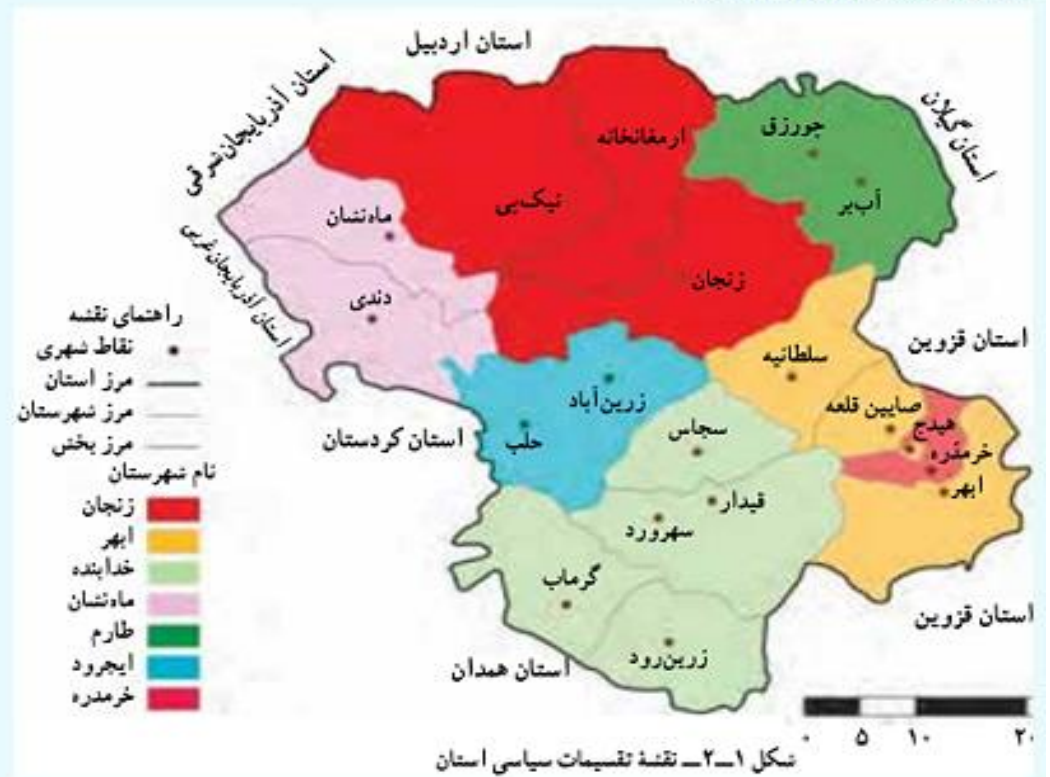 استان اردبیل
استان آذربایجان شرقی
استان گیلان
جورزق
ارمغانخانه
آب‌بر
نیک‌پی
ماه‌نشان
استان آذربایجان غربی
زنجان
دندی
راهنمای نقشه
نقاط شهری
مرز استان
مرز شهرستان
مرز بخش
نام شهرستان
زنجان
ابهر
خدابنده
ماه‌نشان
طارم
ایجرود
خرمدره
استان قزوین
سلطانیه
صایین قلعه
زرین‌آباد
هیدج
سجاس
خرمدره
حلب
استان کردستان
ابهر
قیدار
سهرورد
گرماب
استان قزوین
زرین‌رود
استان همدان
۰ ۵ ۱۰ ۲۰
شکل ۱ــ۲ــ نقشهٔ تقسیمات سیاسی استان